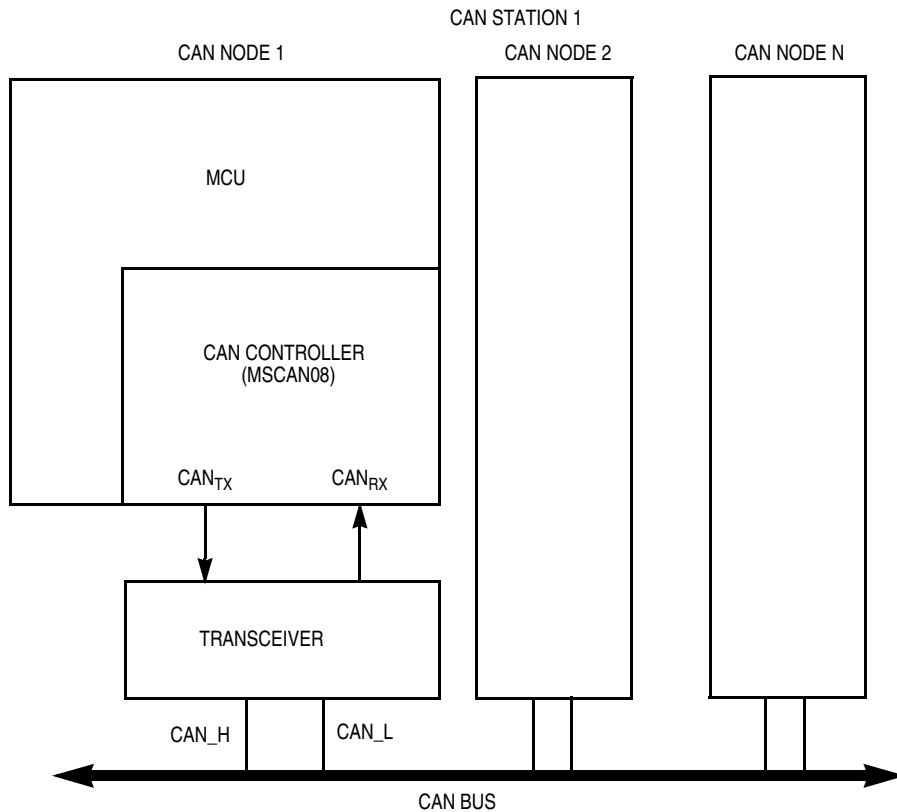 CAN STATION 1
CAN NODE 1
CAN NODE 2
CAN NODE N
MCU
CAN CONTROLLER
(MSCAN08)
CANTX
CANRX
TRANSCEIVER
CAN_H
CAN_L
CAN BUS